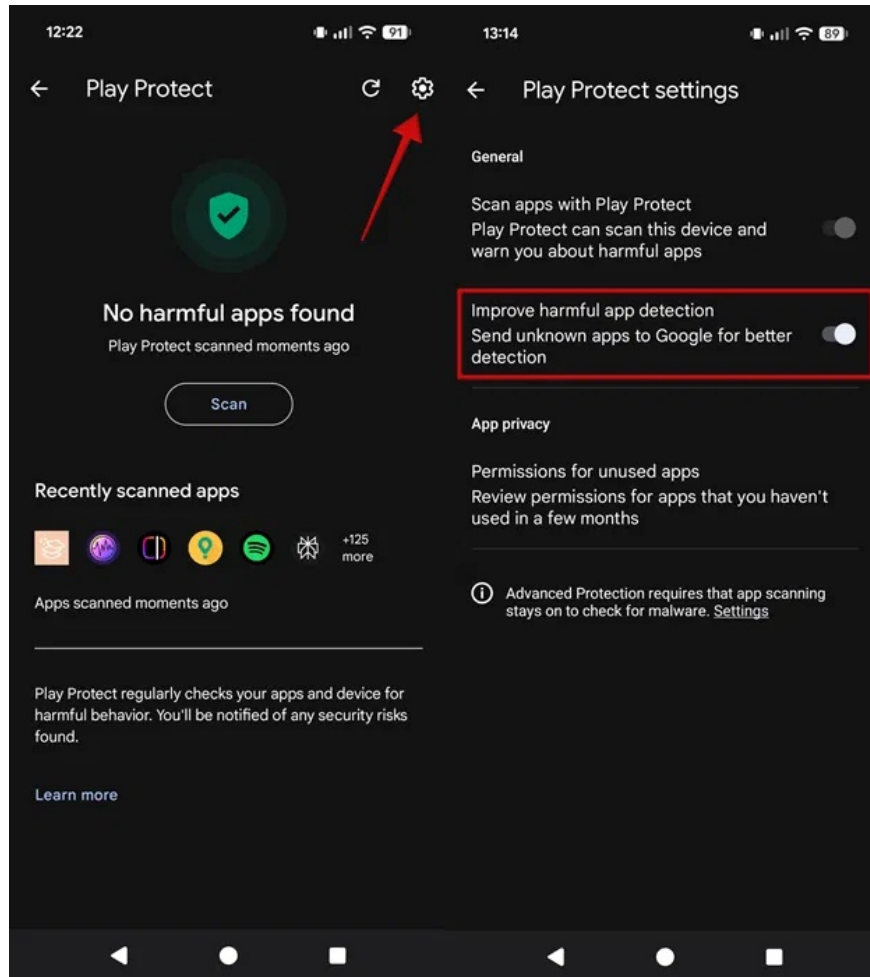 12:22
91
Play Protect
No harmful apps found
Play Protect scanned moments ago
Scan
Recently scanned apps
+125
more
Apps scanned moments ago
Play Protect regularly checks your apps and device for
harmful behavior. You'll be notified of any security risks
found.
Learn more
13:14
89
Play Protect settings
General
Scan apps with Play Protect
Play Protect can scan this device and
warn you about harmful apps
Improve harmful app detection
Send unknown apps to Google for better
detection
App privacy
Permissions for unused apps
Review permissions for apps that you haven't
used in a few months
Advanced Protection requires that app scanning
stays on to check for malware. Settings